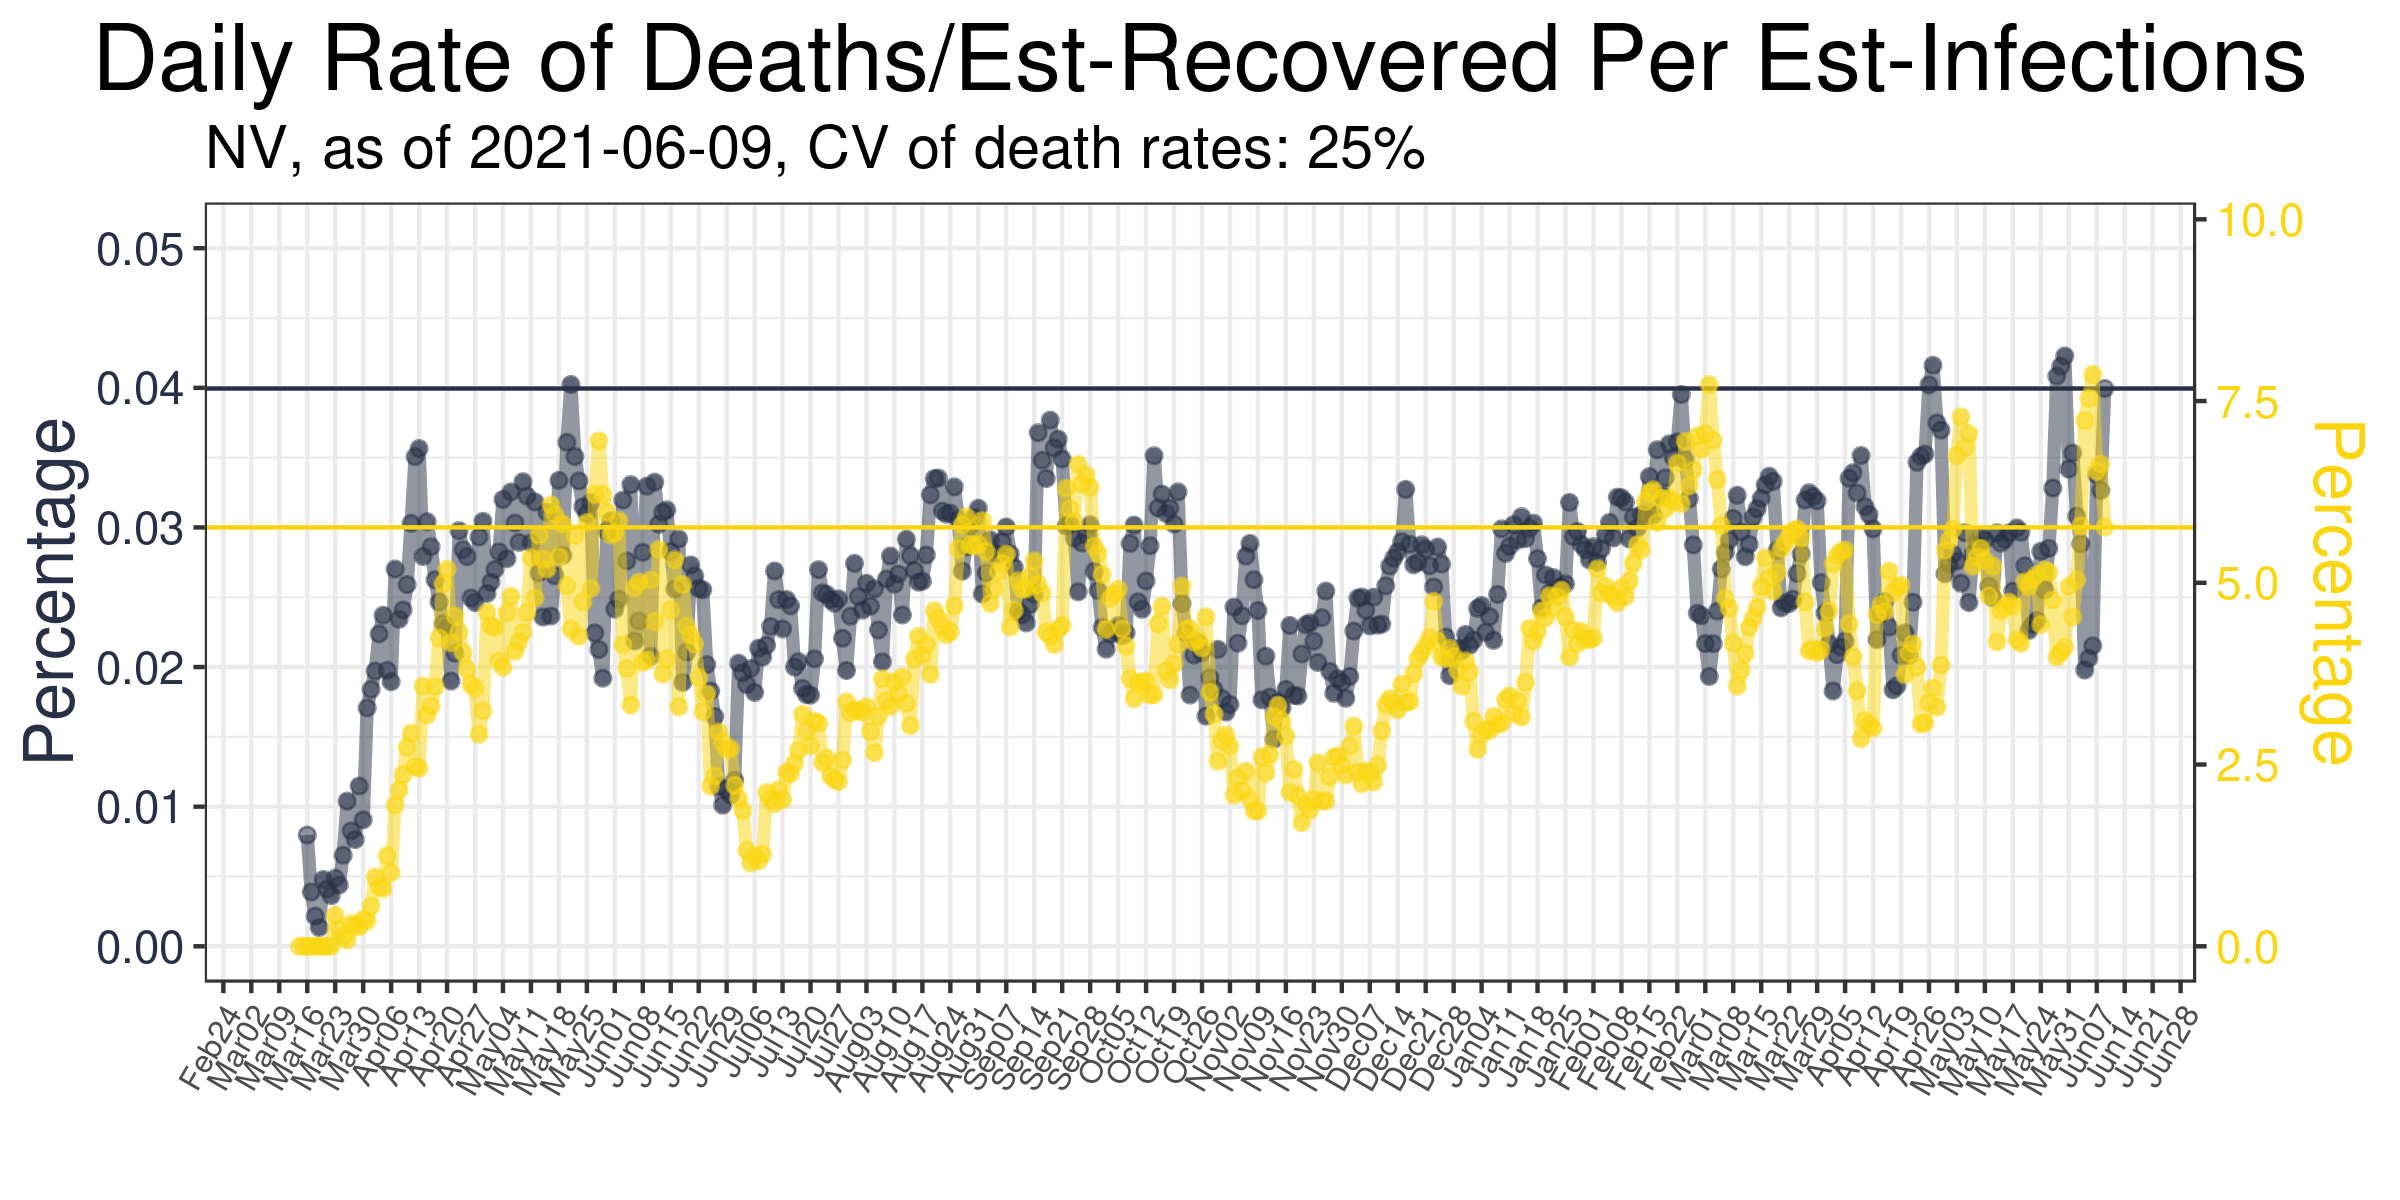 Daily Rate of Deaths/Est-Recovered Per Est-Infections
NV, as of 2021-06-09, CV of death rates: 25%
Percentage
0.05
0.04
0.03
0.02
0.01
0.00
10.0
7.5
5.0
2.5
0.0
Percentage
Feb24
Mar02
Mar09
Mar16
Mar23
Mar30
Apr06
Apr13
Apr20
Apr27
May04
May11
May18
May25
Jun01
Jun08
Jun15
Jun22
Jun29
Jul06
Jul13
Jul20
Jul27
Aug03
Aug10
Aug17
Aug24
Aug31
Sep07
Sep14
Sep21
Sep28
Oct05
Oct12
Oct19
Oct26
Nov02
Nov09
Nov16
Nov23
Nov30
Dec07
Dec14
Dec21
Dec28
Jan04
Jan11
Jan18
Jan25
Feb01
Feb08
Feb15
Feb22
Mar01
Mar08
Mar15
Mar22
Mar29
Apr05
Apr12
Apr19
Apr26
May03
May10
May17
May24
May31
Jun07
Jun14
Jun21
Jun28